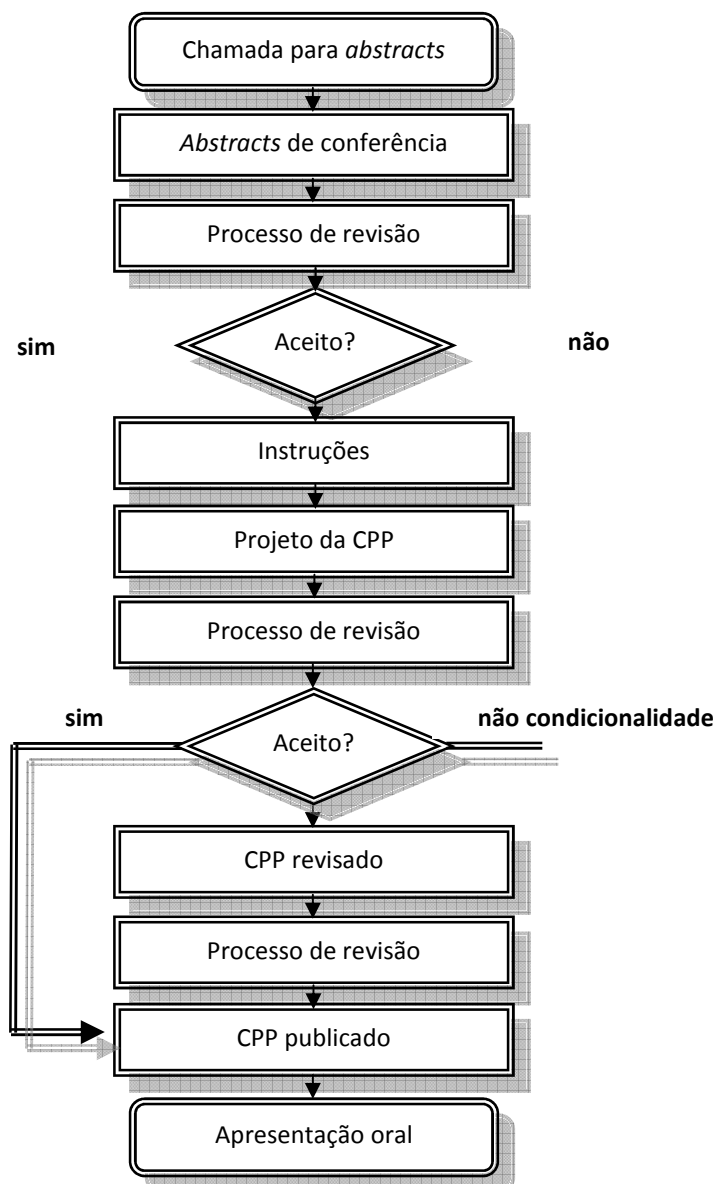 Chamada para abstracts
Abstracts de conferência
Processo de revisão
sim
Aceito?
não
Instruções
Projeto da CPP
Processo de revisão
sim
Aceito?
não condicionalidade
CPP revisado
Processo de revisão
CPP publicado
Apresentação oral